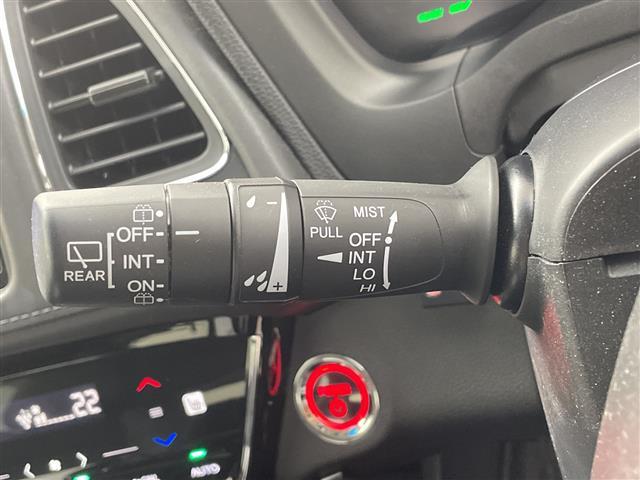 OFF
INT
ON
REAR
-
+
PULL
MIST
OFF
INT
LO
HI
22
AUTO